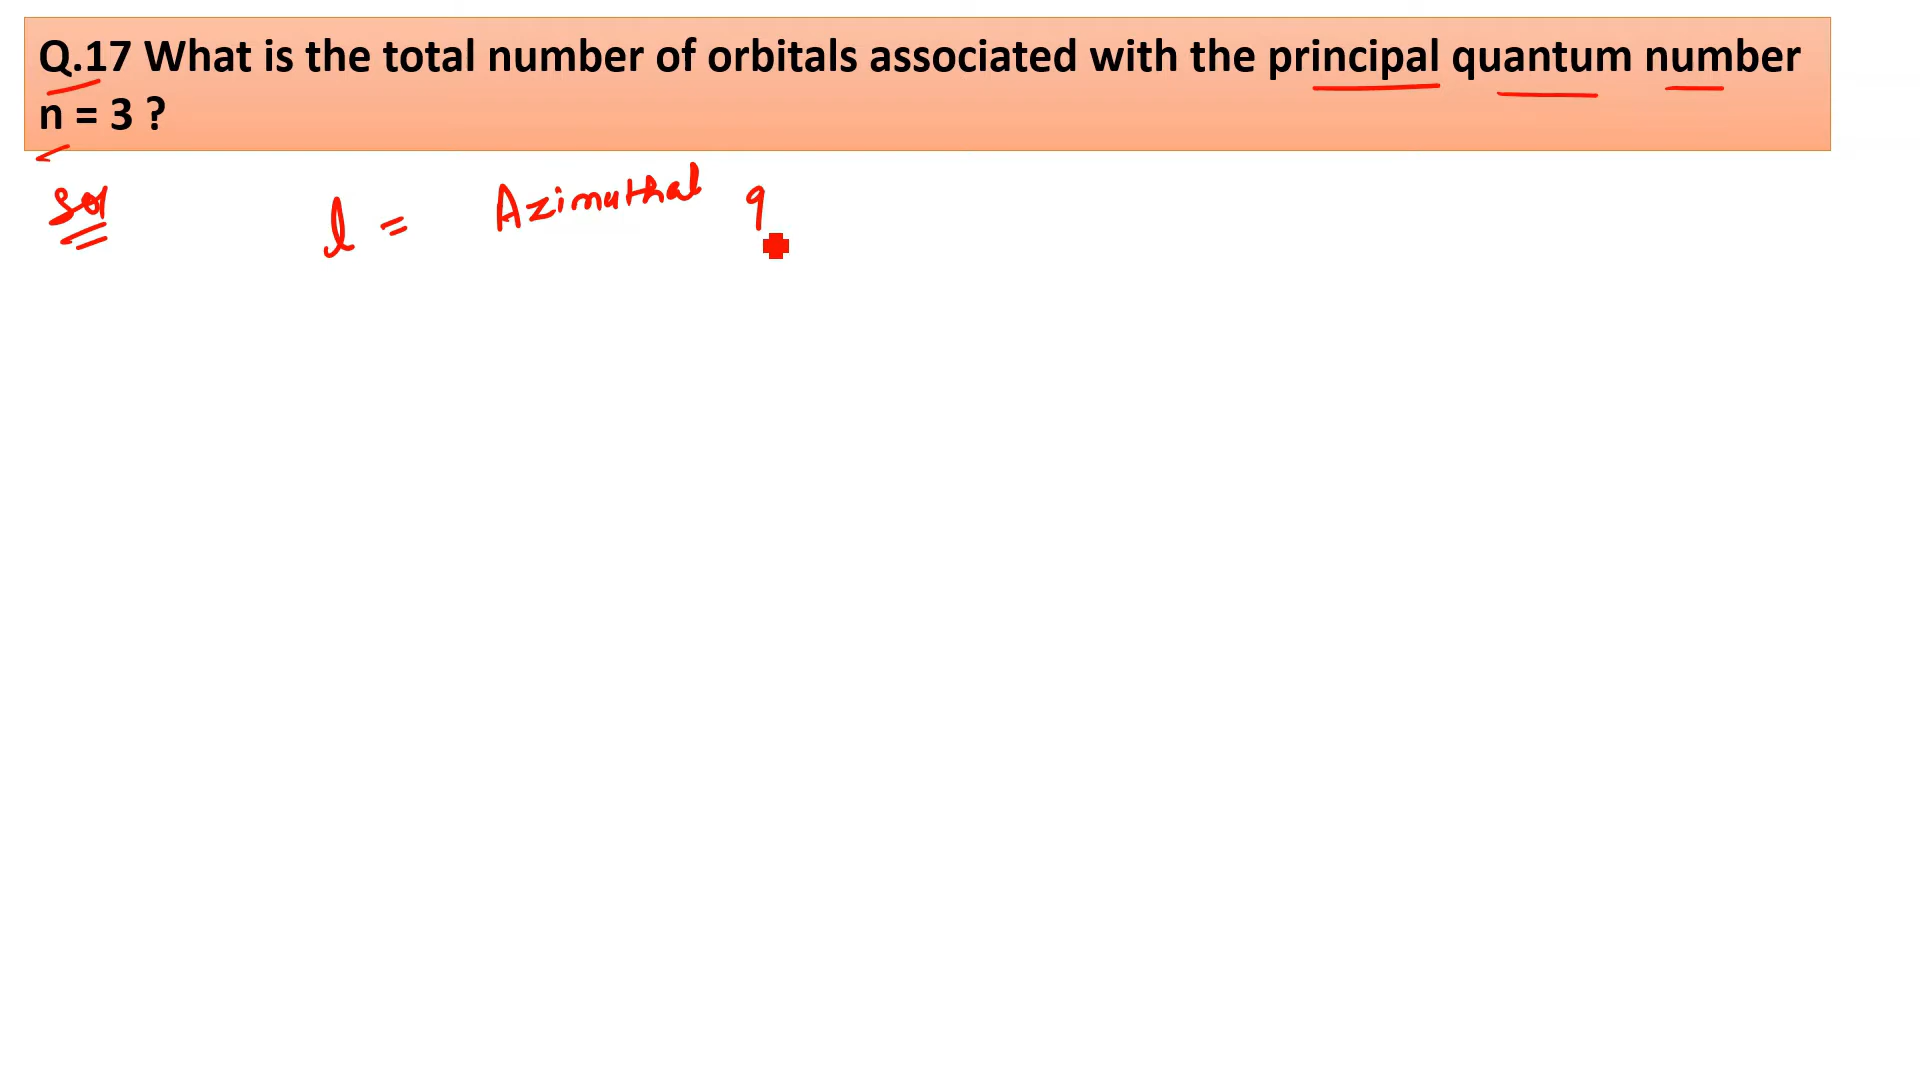 Q.17 What is the total number of orbitals associated with the principal quantum number
n = 3 ?
Sol
l = Azimuthal q